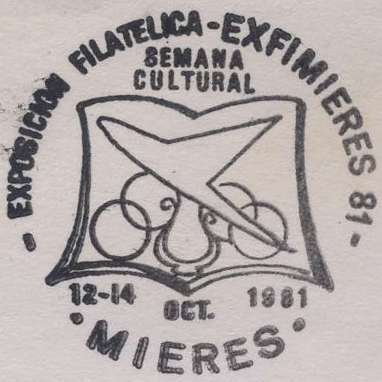 - EXPOSICION FILATELICA - EXFIMIERES 81 -
SEMANA
CULTURAL
12-14 OCT. 1981
• MIERES •